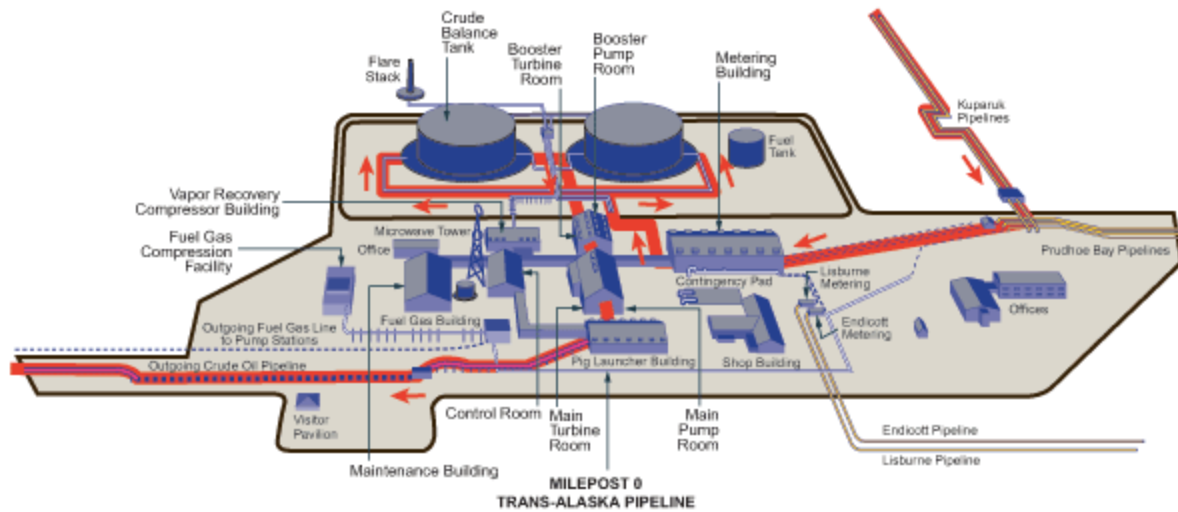 Crude
Balance
Tank
Flare
Stack
Booster
Turbine
Room
Booster
Pump
Room
Metering
Building
Kuparuk
Pipelines
Fuel
Tank
Vapor Recovery
Compressor Building
Fuel Gas
Compression
Facility
Microwave Tower
Office
Prudhoe Bay Pipelines
Lisburne
Metering
Contingency Pad
Endicott
Metering
Offices
Fuel Gas Building
Outgoing Fuel Gas Line
to Pump Stations
Pig Launcher Building
Shop Building
Outgoing Crude Oil Pipeline
Visitor
Pavilion
Control Room
Main
Turbine
Room
Main
Pump
Room
Endicott Pipeline
Lisburne Pipeline
Maintenance Building
MILEPOST 0
TRANS-ALASKA PIPELINE